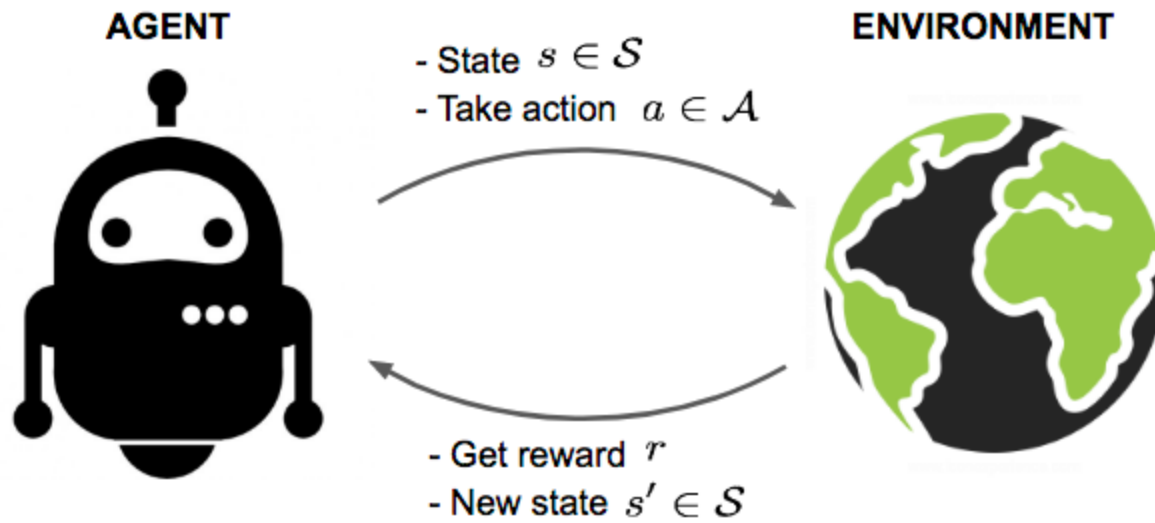 AGENT
ENVIRONMENT
- State s ∈ 𝒮
- Take action a ∈ 𝒜
- Get reward r
- New state s′ ∈ 𝒮